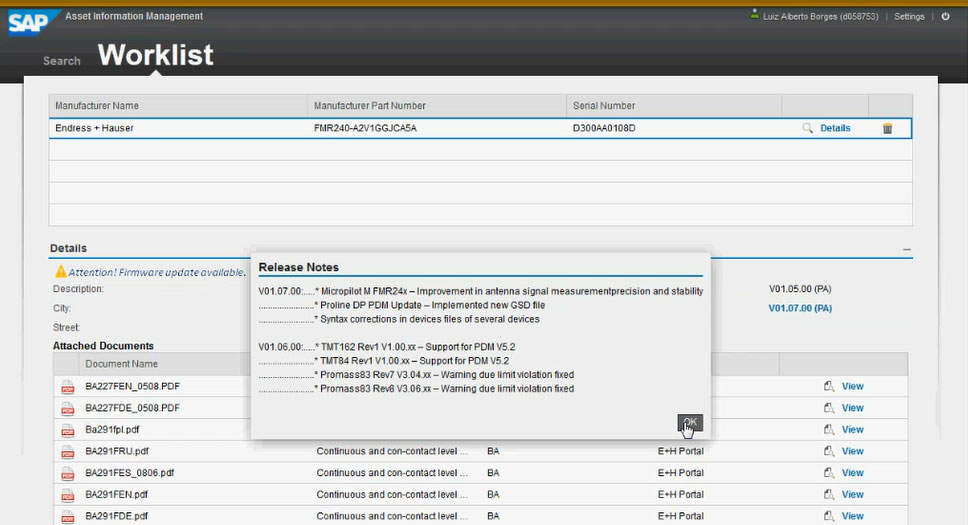 SAP Asset Information Management
Luiz Alberto Borges (d058753) | Settings
Search Worklist
Manufacturer Name Manufacturer Part Number Serial Number
Endress + Hauser FMR240-A2V1GGJCA5A D300AA0108D Details
Details
Attention! Firmware update available.
Description: V01.05.00 (PA)
City: V01.07.00 (PA)
Street:
Attached Documents
Document Name
Release Notes
V01.07.00:.....* Micropilot M FMR24x – Improvement in antenna signal measurementprecision and stability
......................* Proline DP PDM Update – Implemented new GSD file
......................* Syntax corrections in devices files of several devices
V01.06.00:.....* TMT162 Rev1 V1.00.xx – Support for PDM V5.2
......................* TMT84 Rev1 V1.00.xx – Support for PDM V5.2
......................* Promass83 Rev7 V3.04.xx – Warning due limit violation fixed
......................* Promass83 Rev8 V3.06.xx – Warning due limit violation fixed
OK
BA227FEN_0508.PDF View
BA227FDE_0508.PDF View
Ba291fpl.pdf View
BA291FRU.pdf Continuous and con-contact level ... BA E+H Portal View
BA291FES_0806.pdf Continuous and con-contact level ... BA E+H Portal View
BA291FEN.pdf Continuous and con-contact level ... BA E+H Portal View
BA291FDE.pdf Continuous and con-contact level ... BA E+H Portal View